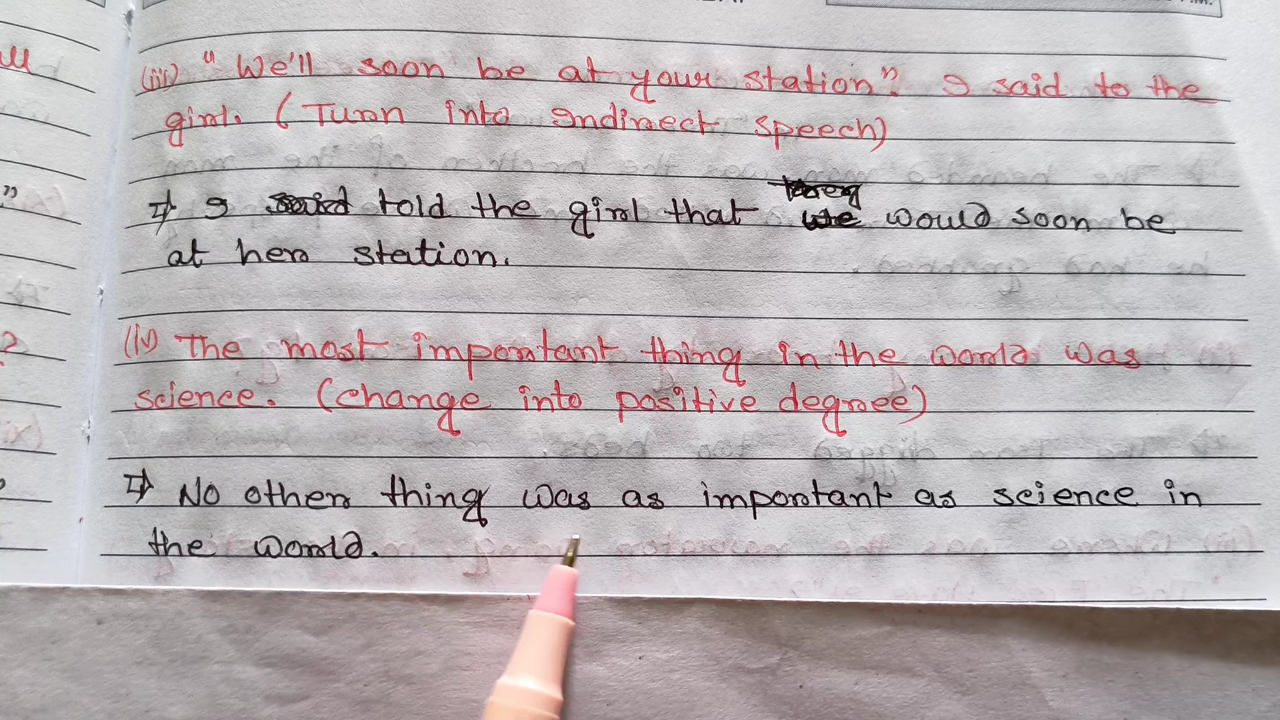 (iii) "We'll soon be at your station". I said to the
girl. (Turn into Indirect speech)
⇒ I told the girl that we would soon be
at her station.
(iv) The most important thing in the world was
science. (change into positive degree)
⇒ No other thing was as important as science in
the world.